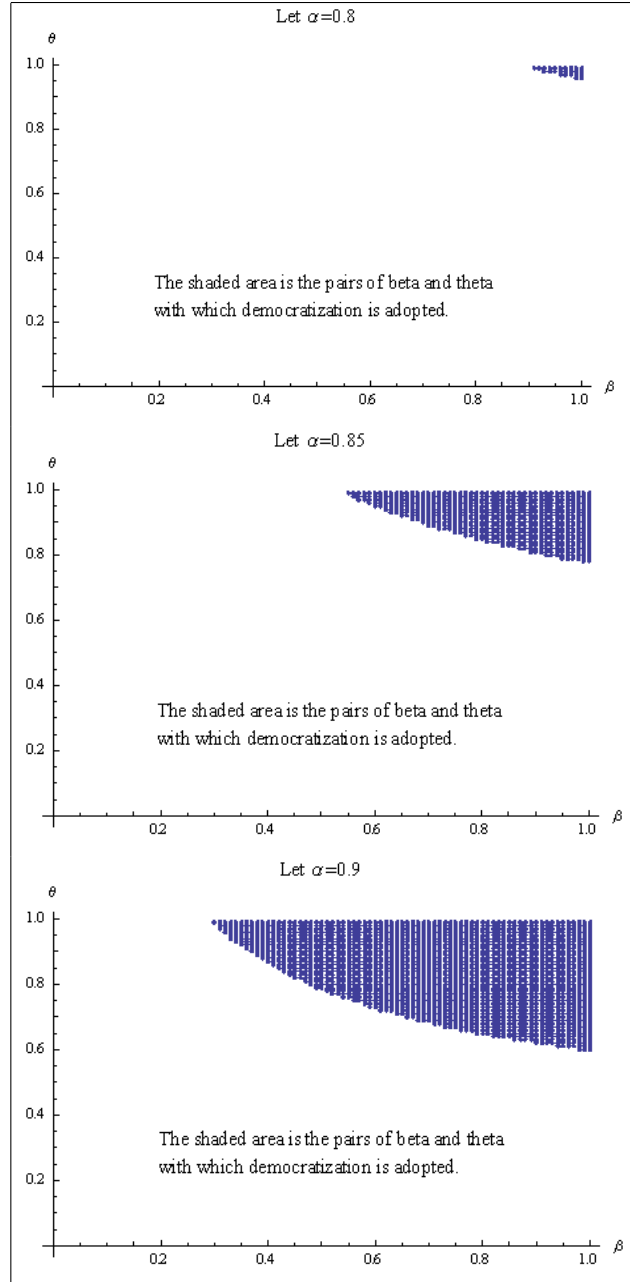 Let α=0.8
θ
1.0
0.8
0.6
0.4
The shaded area is the pairs of beta and theta
with which democratization is adopted.
0.2
0.2 0.4 0.6 0.8 1.0 β
Let α=0.85
θ
1.0
0.8
0.6
0.4
The shaded area is the pairs of beta and theta
with which democratization is adopted.
0.2
0.2 0.4 0.6 0.8 1.0 β
Let α=0.9
θ
1.0
0.8
0.6
0.4
The shaded area is the pairs of beta and theta
with which democratization is adopted.
0.2
0.2 0.4 0.6 0.8 1.0 β